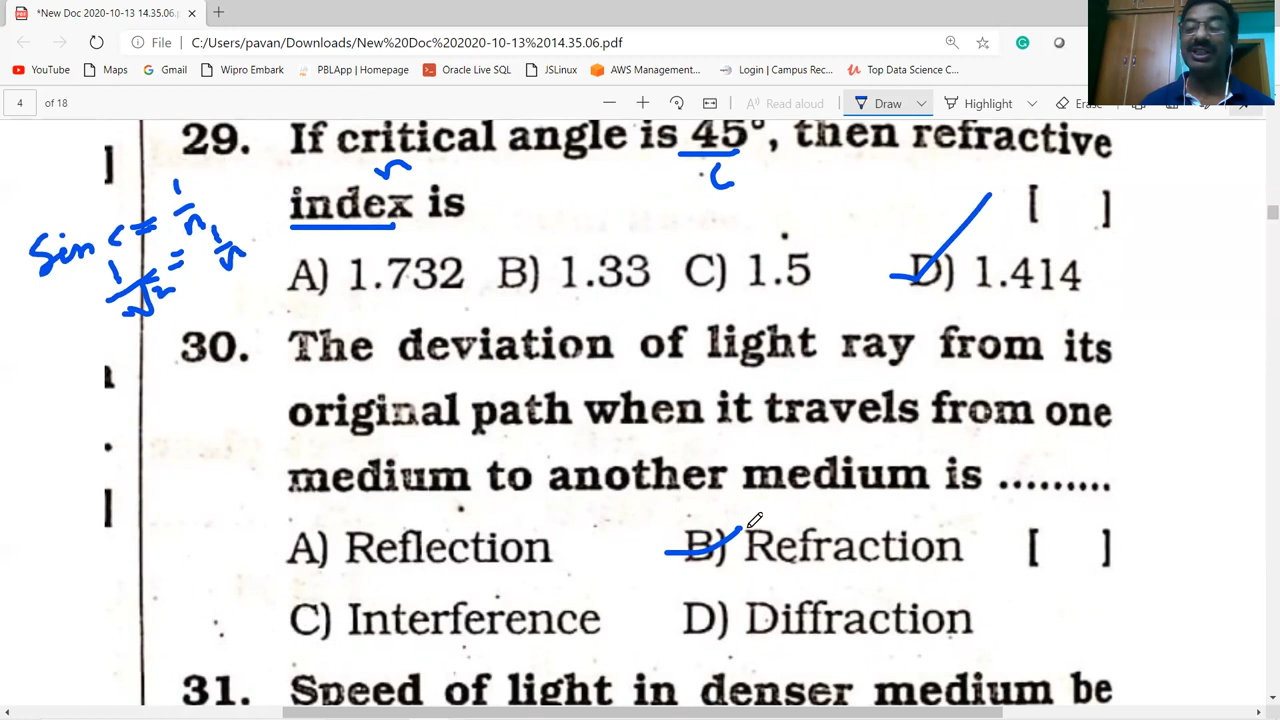 *New Doc 2020-10-13 14.35.06.p
File C:/Users/pavan/Downloads/New%20Doc%202020-10-13%2014.35.06.pdf
YouTube Maps Gmail Wipro Embark PBLApp | Homepage Oracle Live SQL JSLinux AWS Management... Login | Campus Rec... Top Data Science C...
4 of 18 Read aloud Draw Highlight Erase
29. If critical angle is 45°, then refractive
n c
index is [ ]
Sin c = 1/n
1/√2 = 1/n
A) 1.732 B) 1.33 C) 1.5 D) 1.414
30. The deviation of light ray from its
original path when it travels from one
medium to another medium is .........
A) Reflection B) Refraction [ ]
C) Interference D) Diffraction
31. Speed of light in denser medium be